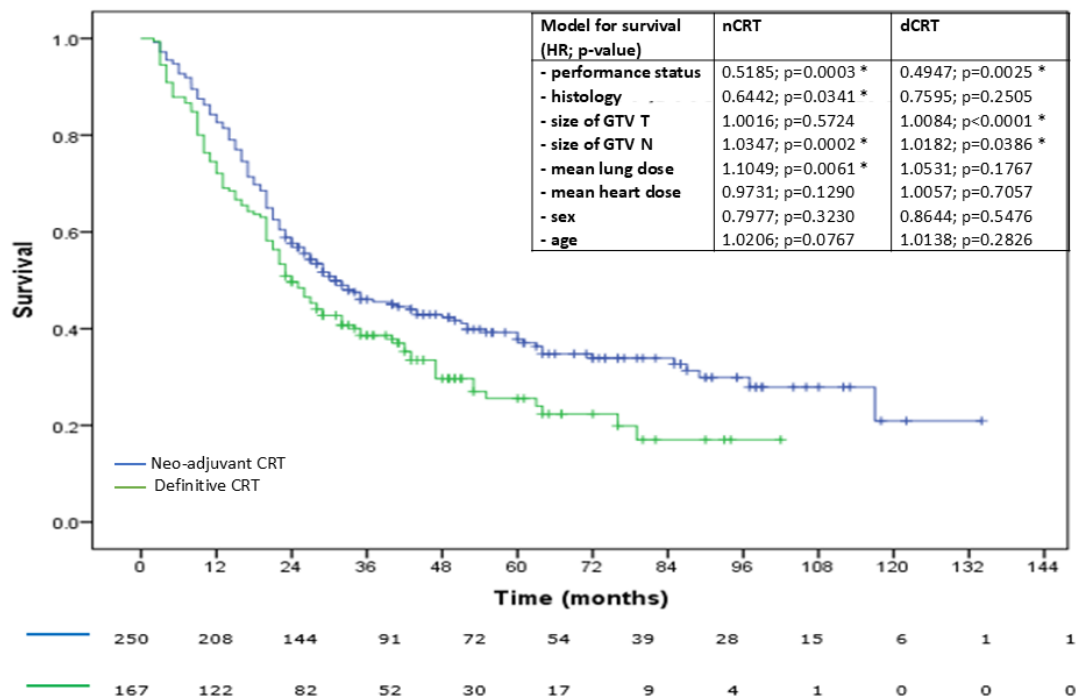 Model for survival nCRT dCRT
(HR; p-value)
- performance status 0.5185; p=0.0003 * 0.4947; p=0.0025 *
- histology 0.6442; p=0.0341 * 0.7595; p=0.2505
- size of GTV T 1.0016; p=0.5724 1.0084; p<0.0001 *
- size of GTV N 1.0347; p=0.0002 * 1.0182; p=0.0386 *
- mean lung dose 1.1049; p=0.0061 * 1.0531; p=0.1767
- mean heart dose 0.9731; p=0.1290 1.0057; p=0.7057
- sex 0.7977; p=0.3230 0.8644; p=0.5476
- age 1.0206; p=0.0767 1.0138; p=0.2826
1.0
0.8
0.6
0.4
0.2
0.0
Survival
Neo-adjuvant CRT
Definitive CRT
0 12 24 36 48 60 72 84 96 108 120 132 144
Time (months)
250 208 144 91 72 54 39 28 15 6 1 1
167 122 82 52 30 17 9 4 1 0 0 0